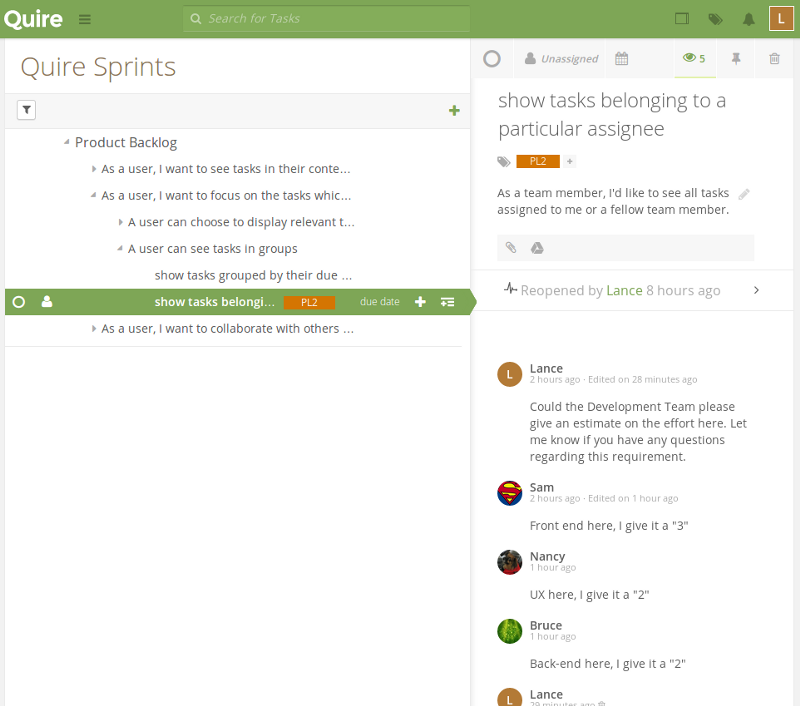 Quire
Search for Tasks
L
Quire Sprints
Product Backlog
As a user, I want to see tasks in their conte...
As a user, I want to focus on the tasks whic...
A user can choose to display relevant t...
A user can see tasks in groups
show tasks grouped by their due ...
show tasks belongi... PL2 due date
As a user, I want to collaborate with others ...
Unassigned
5
show tasks belonging to a
particular assignee
PL2 +
As a team member, I'd like to see all tasks
assigned to me or a fellow team member.
Reopened by Lance 8 hours ago
L
Lance
2 hours ago · Edited on 28 minutes ago
Could the Development Team please
give an estimate on the effort here. Let
me know if you have any questions
regarding this requirement.
Sam
2 hours ago · Edited on 1 hour ago
Front end here, I give it a "3"
Nancy
1 hour ago
UX here, I give it a "2"
Bruce
1 hour ago
Back-end here, I give it a "2"
L
Lance
29 minutes ago